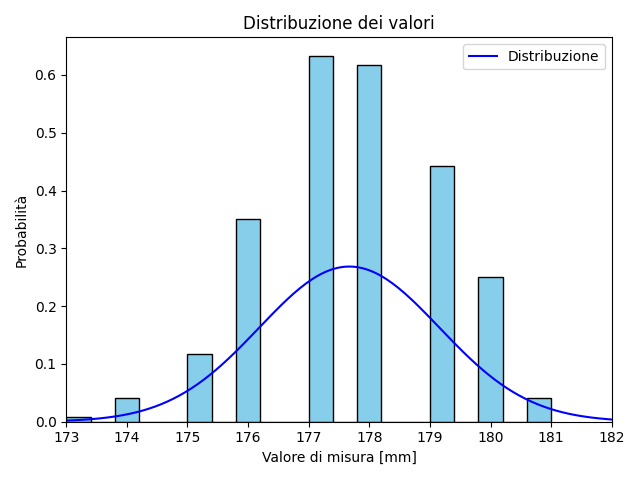 Distribuzione dei valori
Distribuzione
Probabilità
0.6
0.5
0.4
0.3
0.2
0.1
0.0
173 174 175 176 177 178 179 180 181 182
Valore di misura [mm]